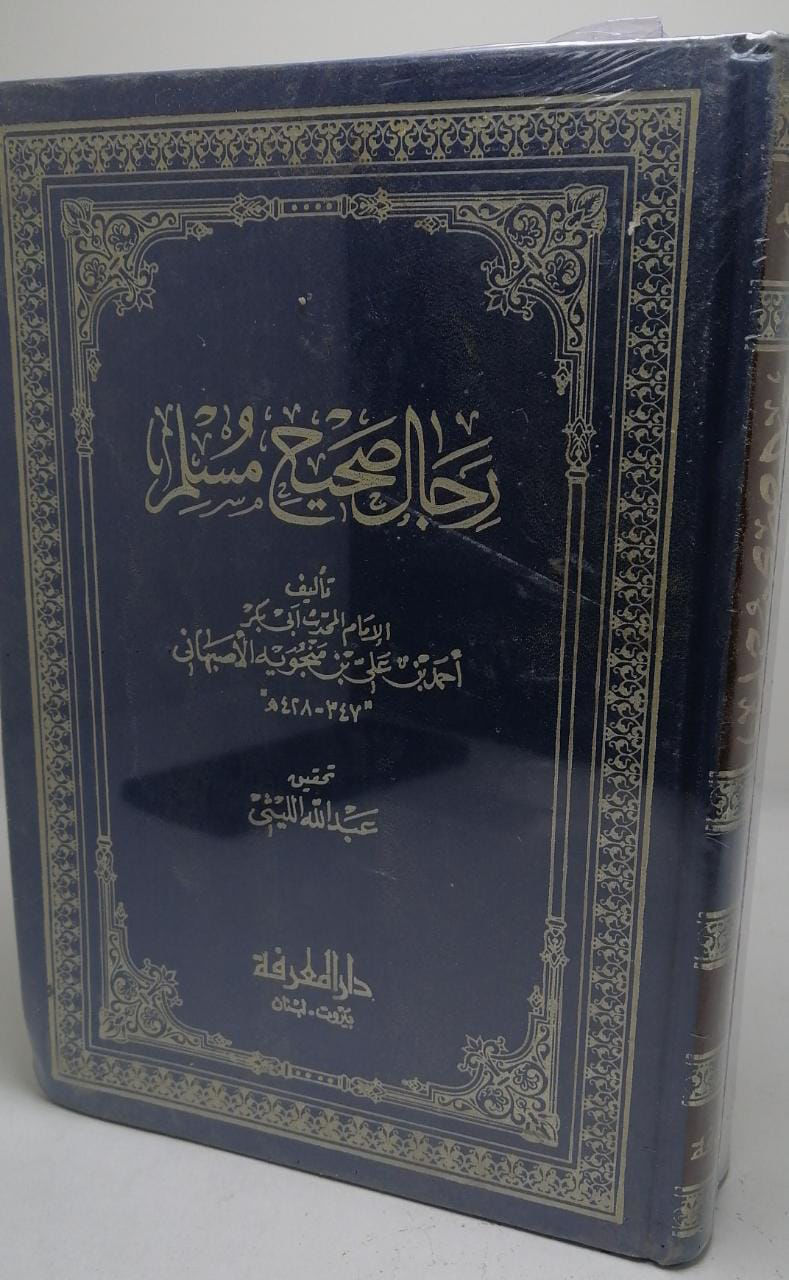 رجال صحيح مسلم
تأليف
الإمام المحدث أبي بكر
أحمد بن علي بن منجويه الأصبهاني
"٣٤٧-٤٢٨ه"
تحقيق
عبد الله الليثي
دار المعرفة
بيروت - لبنان